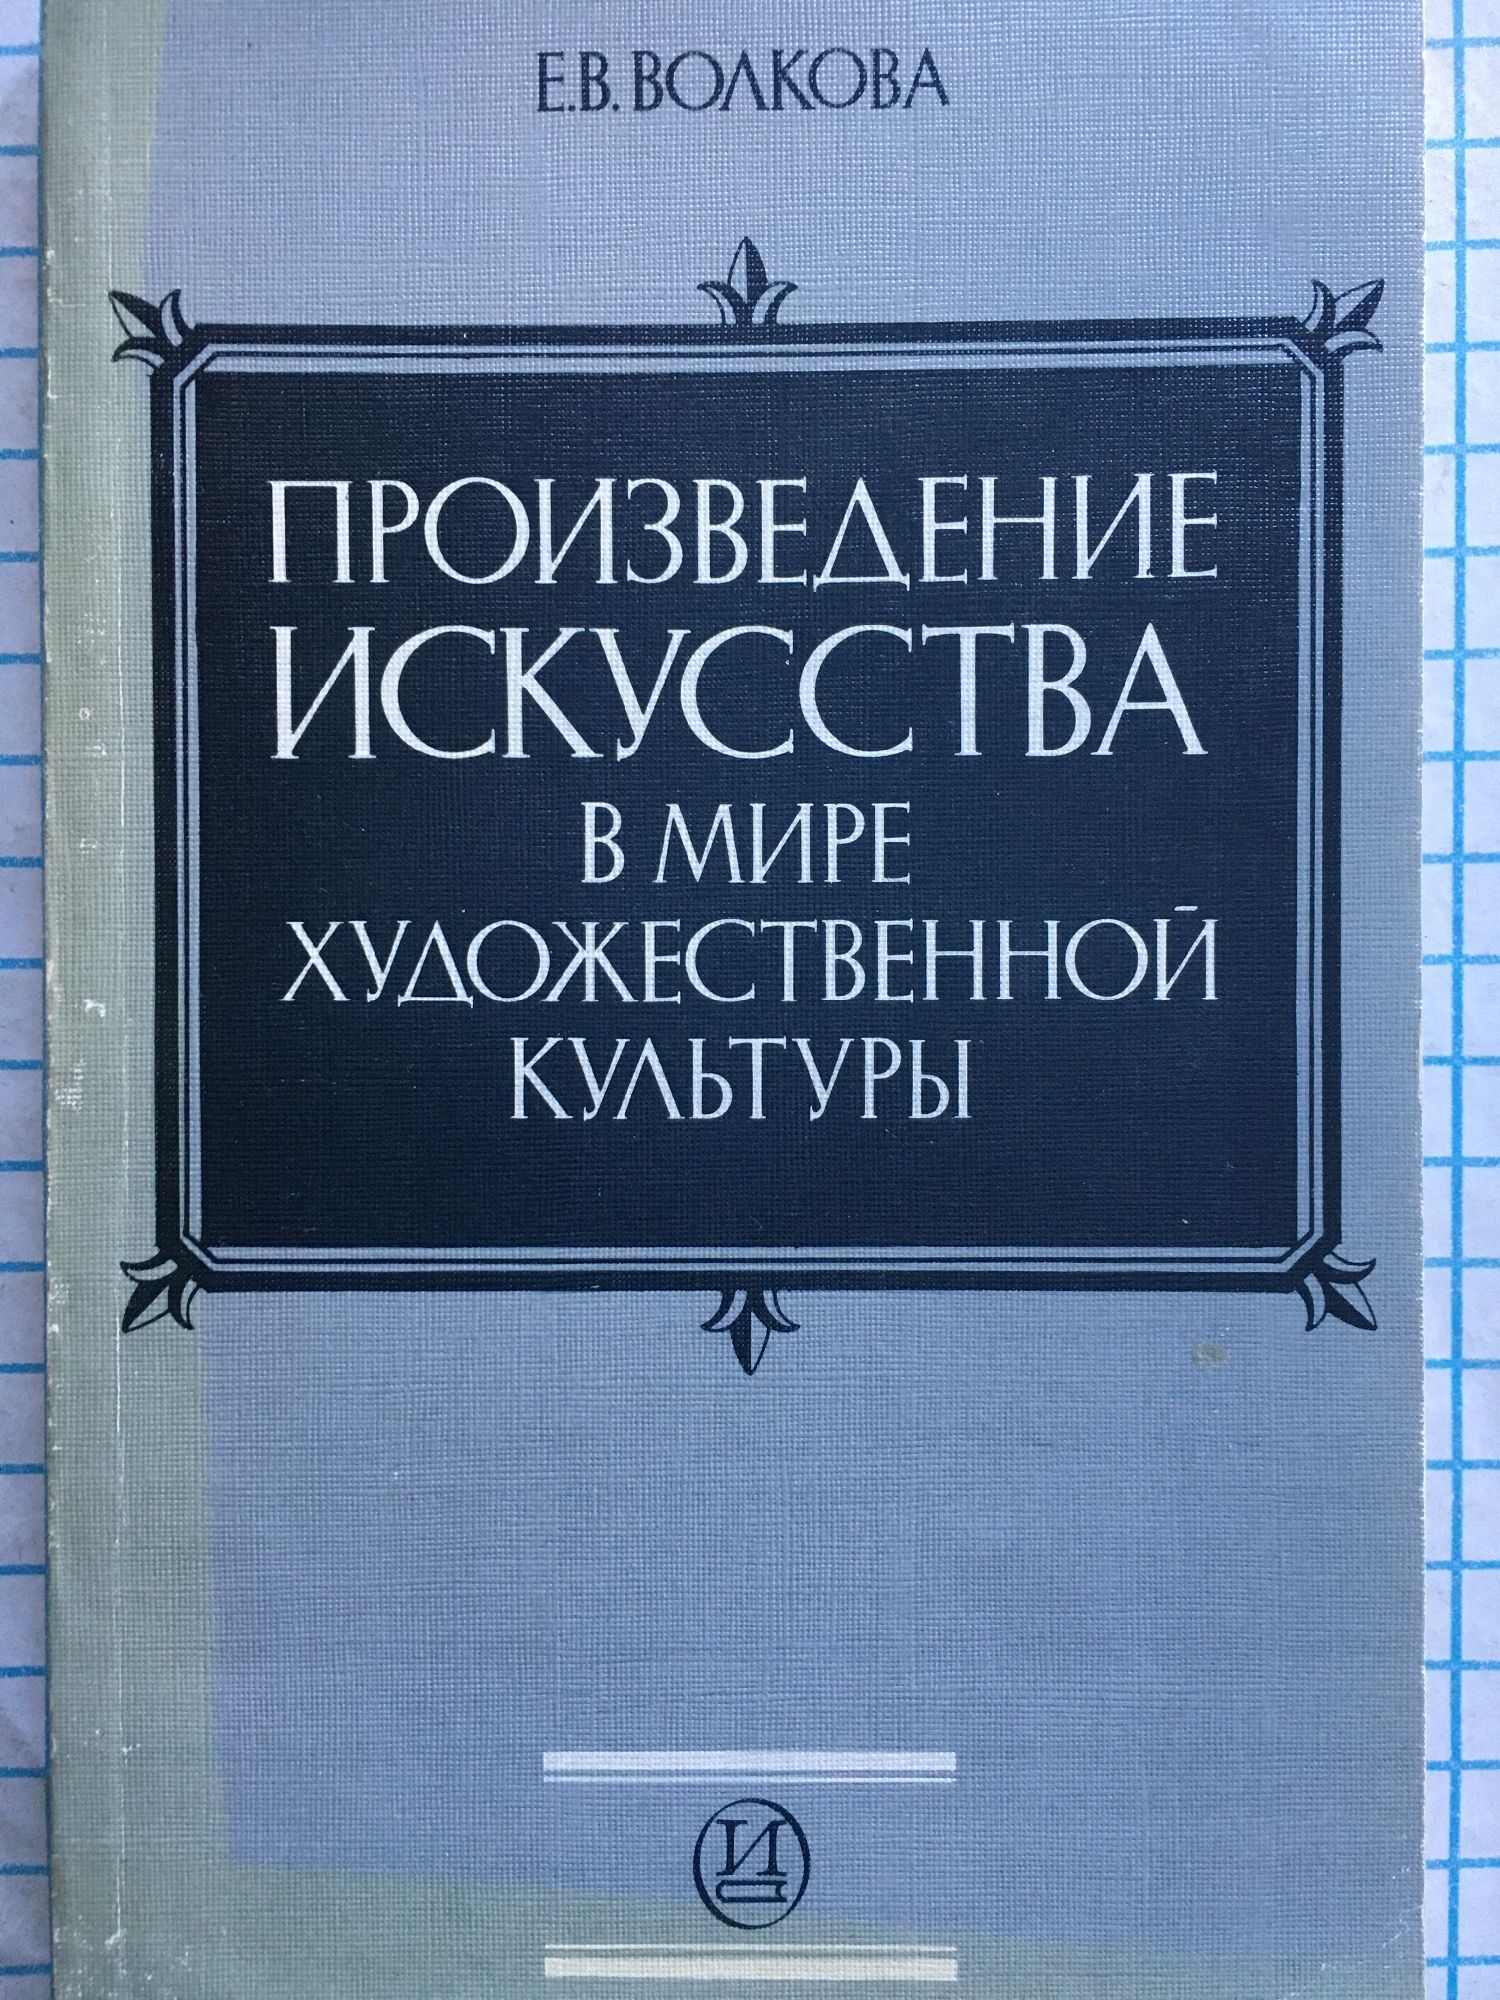 Е.В. ВОЛКОВА
ПРОИЗВЕДЕНИЕ
ИСКУССТВА
В МИРЕ
ХУДОЖЕСТВЕННОЙ
КУЛЬТУРЫ
И